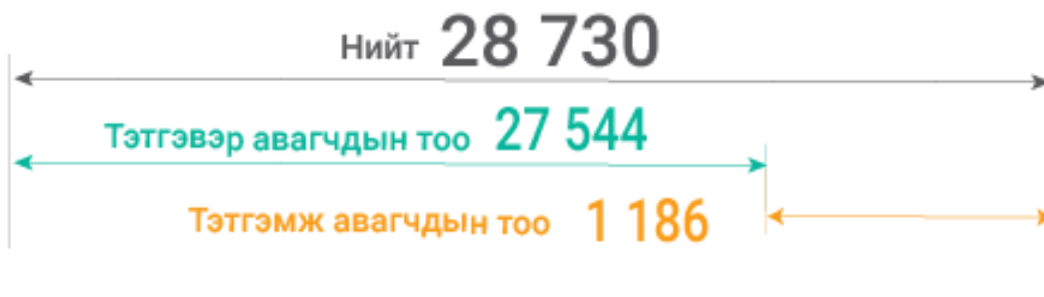 Нийт 28 730
Тэтгэвэр авагчдын тоо 27 544
Тэтгэмж авагчдын тоо 1 186